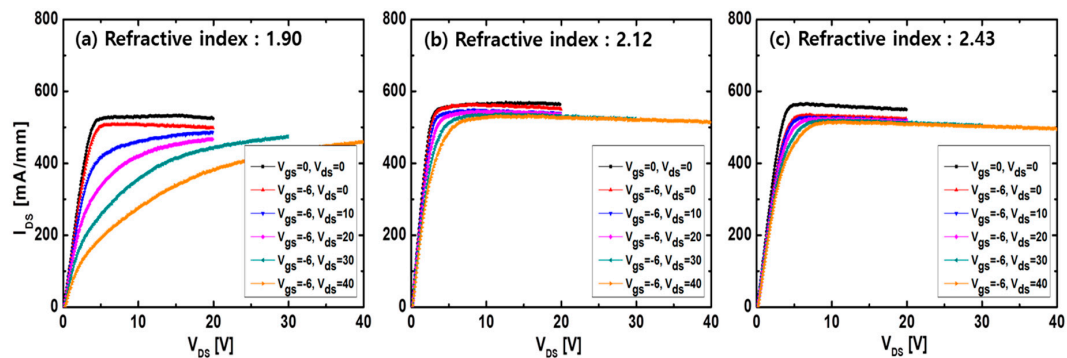 (a) Refractive index : 1.90
800
600
400
200
0
I_DS [mA/mm]
0 10 20 30 40
V_DS [V]
V_gs=0, V_ds=0
V_gs=-6, V_ds=0
V_gs=-6, V_ds=10
V_gs=-6, V_ds=20
V_gs=-6, V_ds=30
V_gs=-6, V_ds=40
(b) Refractive index : 2.12
800
600
400
200
0
0 10 20 30 40
V_DS [V]
V_gs=0, V_ds=0
V_gs=-6, V_ds=0
V_gs=-6, V_ds=10
V_gs=-6, V_ds=20
V_gs=-6, V_ds=30
V_gs=-6, V_ds=40
(c) Refractive index : 2.43
800
600
400
200
0
0 10 20 30 40
V_DS [V]
V_gs=0, V_ds=0
V_gs=-6, V_ds=0
V_gs=-6, V_ds=10
V_gs=-6, V_ds=20
V_gs=-6, V_ds=30
V_gs=-6, V_ds=40